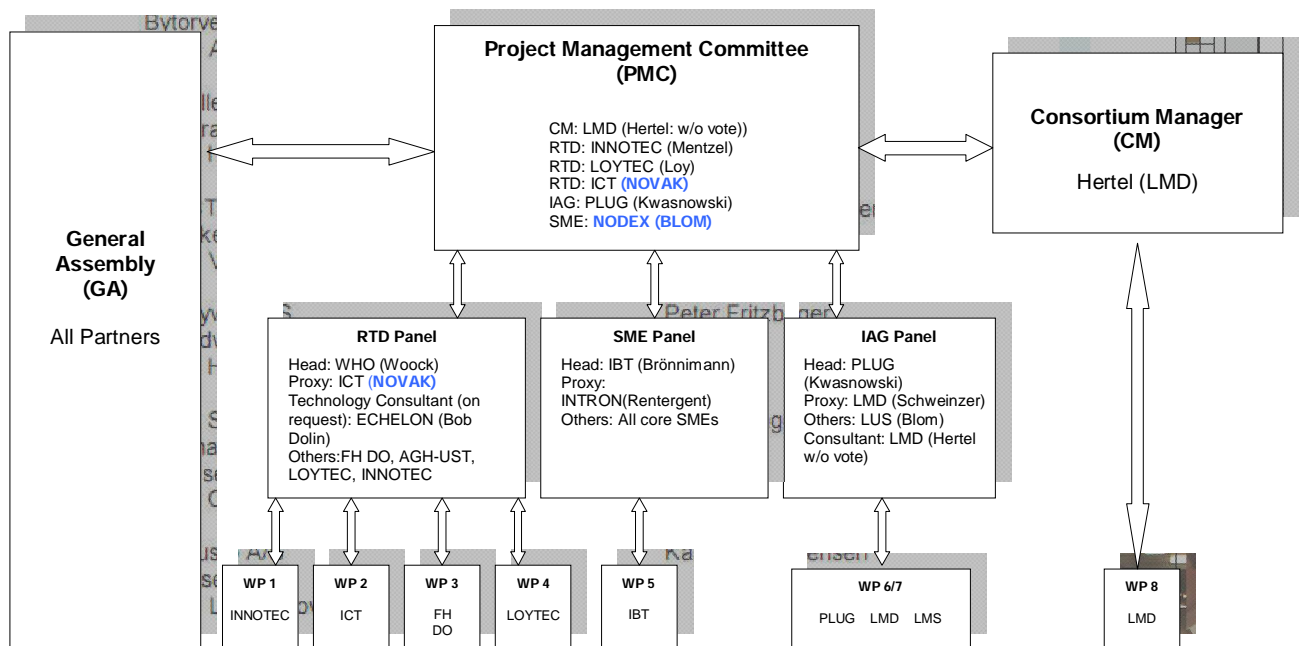 Project Management Committee
(PMC)
CM: LMD (Hertel: w/o vote))
RTD: INNOTEC (Mentzel)
RTD: LOYTEC (Loy)
RTD: ICT (NOVAK)
IAG: PLUG (Kwasnowski)
SME: NODEX (BLOM)
Consortium Manager
(CM)
Hertel (LMD)
General
Assembly
(GA)
All Partners
RTD Panel
Head: WHO (Woock)
Proxy: ICT (NOVAK)
Technology Consultant (on
request): ECHELON (Bob
Dolin)
Others:FH DO, AGH-UST,
LOYTEC, INNOTEC
SME Panel
Head: IBT (Brönnimann)
Proxy:
INTRON(Rentergent)
Others: All core SMEs
IAG Panel
Head: PLUG
(Kwasnowski)
Proxy: LMD (Schweinzer)
Others: LUS (Blom)
Consultant: LMD (Hertel
w/o vote)
WP 1
INNOTEC
WP 2
ICT
WP 3
FH
DO
WP 4
LOYTEC
WP 5
IBT
WP 6/7
PLUG LMD LMS
WP 8
LMD